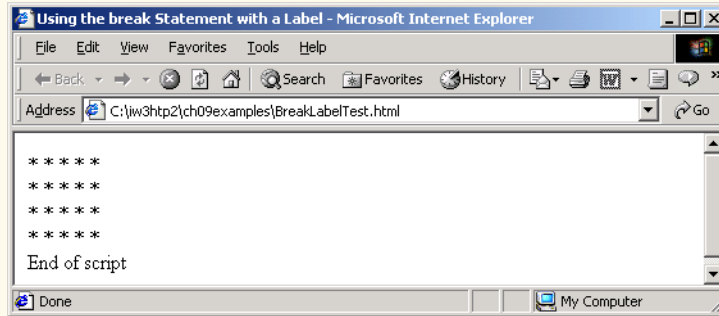 Using the break Statement with a Label - Microsoft Internet Explorer
File Edit View Favorites Tools Help
Back Search Favorites History
Address C:\iw3htp2\ch09examples\BreakLabelTest.html Go
* * * * *
* * * * *
* * * * *
* * * * *
End of script
Done My Computer